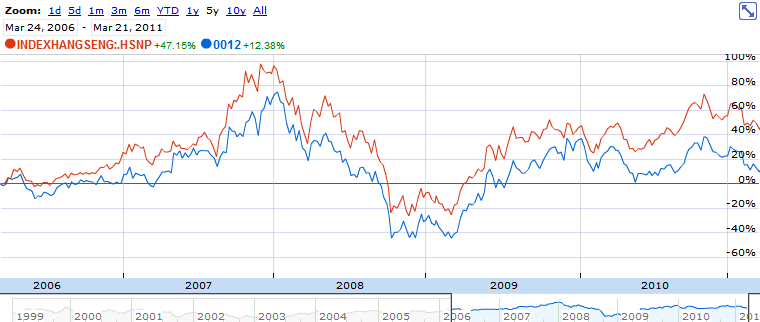 Zoom: 1d 5d 1m 3m 6m YTD 1y 5y 10y All
Mar 24, 2006 - Mar 21, 2011
INDEXHANGSENG:.HSNP +47.15% 0012 +12.38%
100%
80%
60%
40%
20%
0%
-20%
-40%
-60%
2006 2007 2008 2009 2010
1999 2000 2001 2002 2003 2004 2005 2006 2007 2008 2009 2010 201